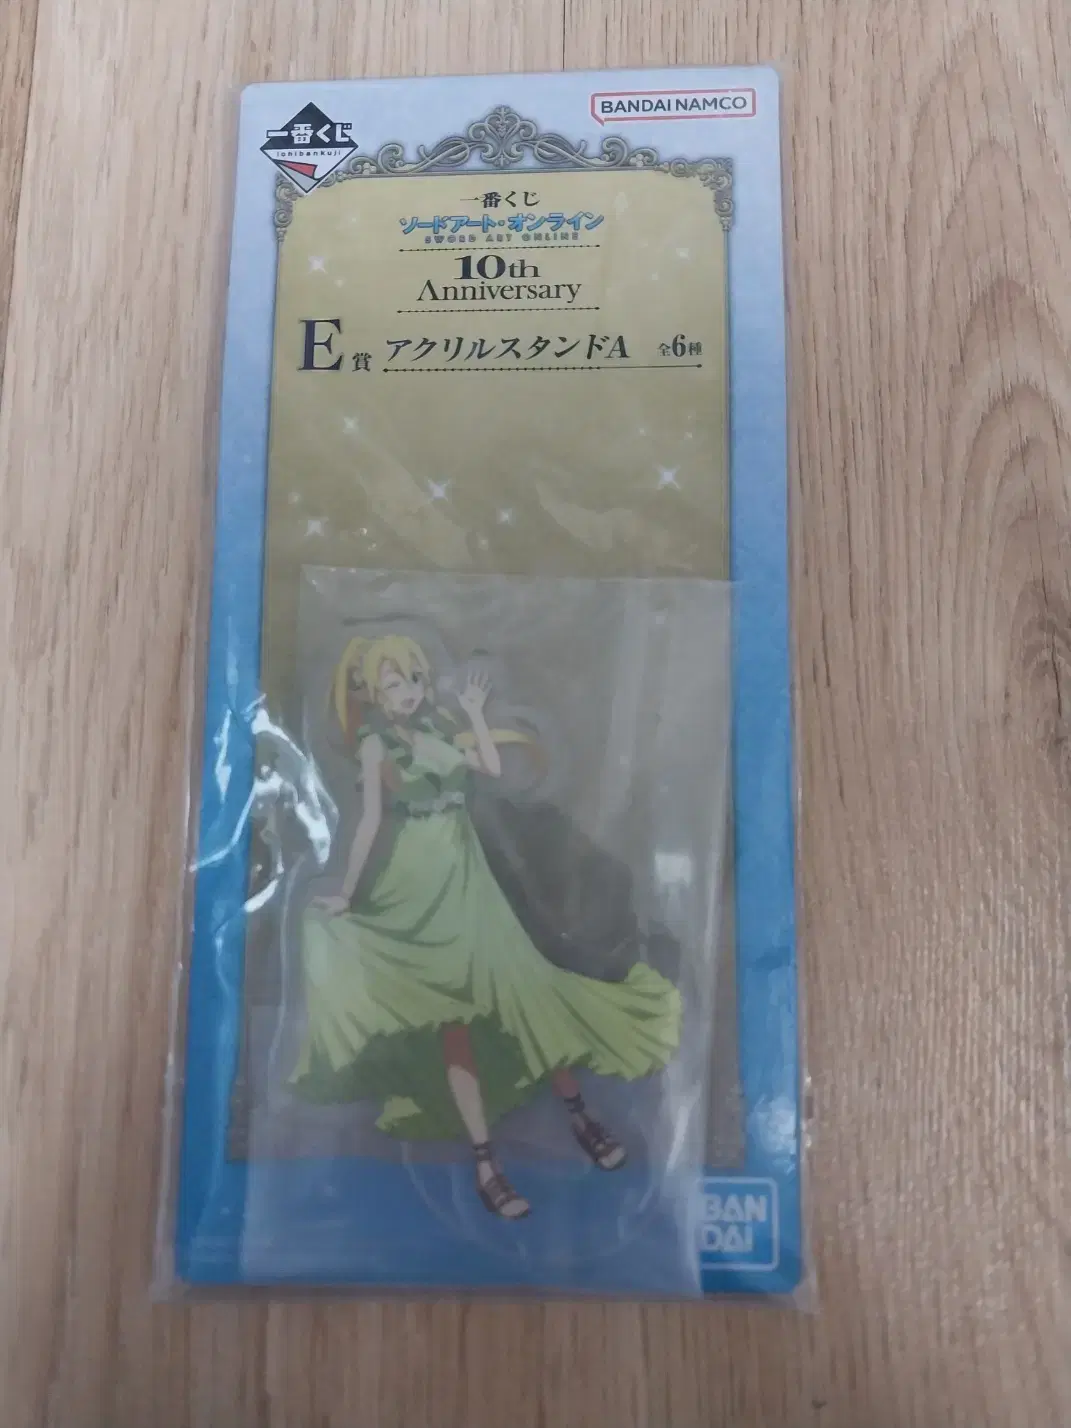 一番くじ
ichibankuji
BANDAI NAMCO
一番くじ
ソードアート・オンライン
SWORD ART ONLINE
10th
Anniversary
E賞 アクリルスタンドA 全6種
BAN
DAI